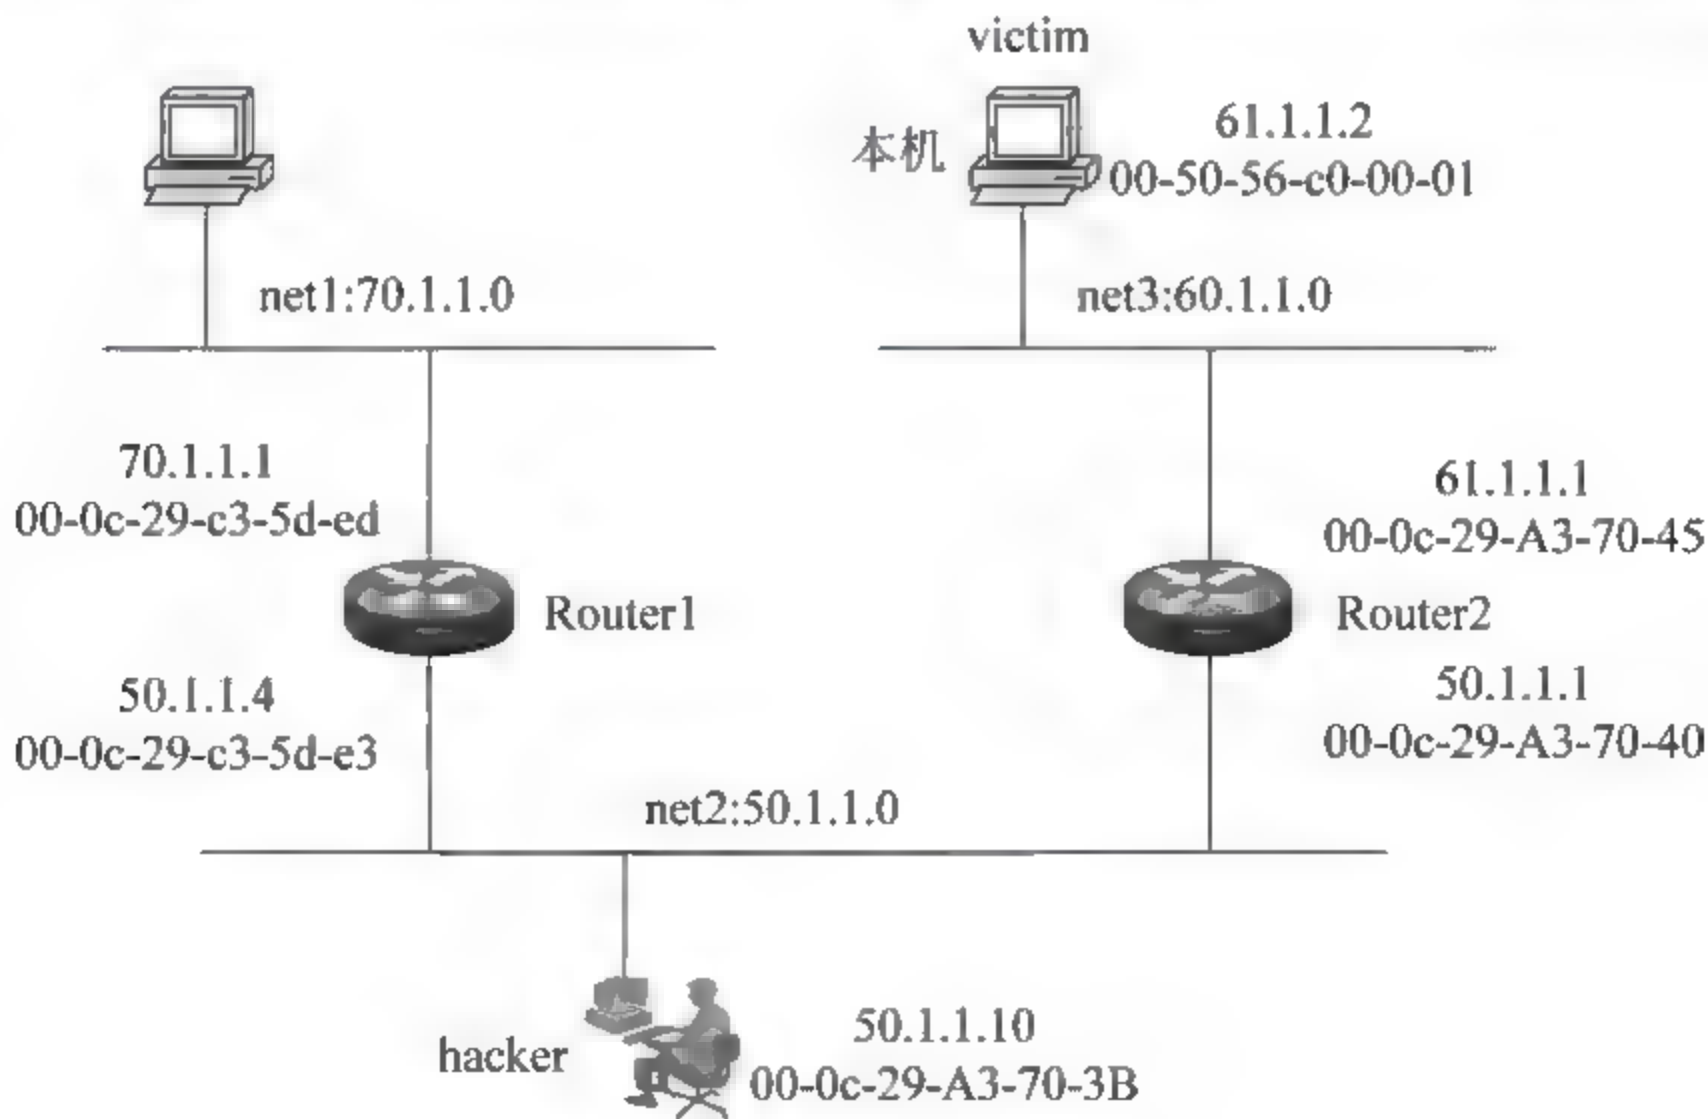 victim
本机
61.1.1.2
00-50-56-c0-00-01
net1:70.1.1.0
net3:60.1.1.0
70.1.1.1
00-0c-29-c3-5d-ed
61.1.1.1
00-0c-29-A3-70-45
Router1
Router2
50.1.1.4
00-0c-29-c3-5d-e3
50.1.1.1
00-0c-29-A3-70-40
net2:50.1.1.0
hacker
50.1.1.10
00-0c-29-A3-70-3B